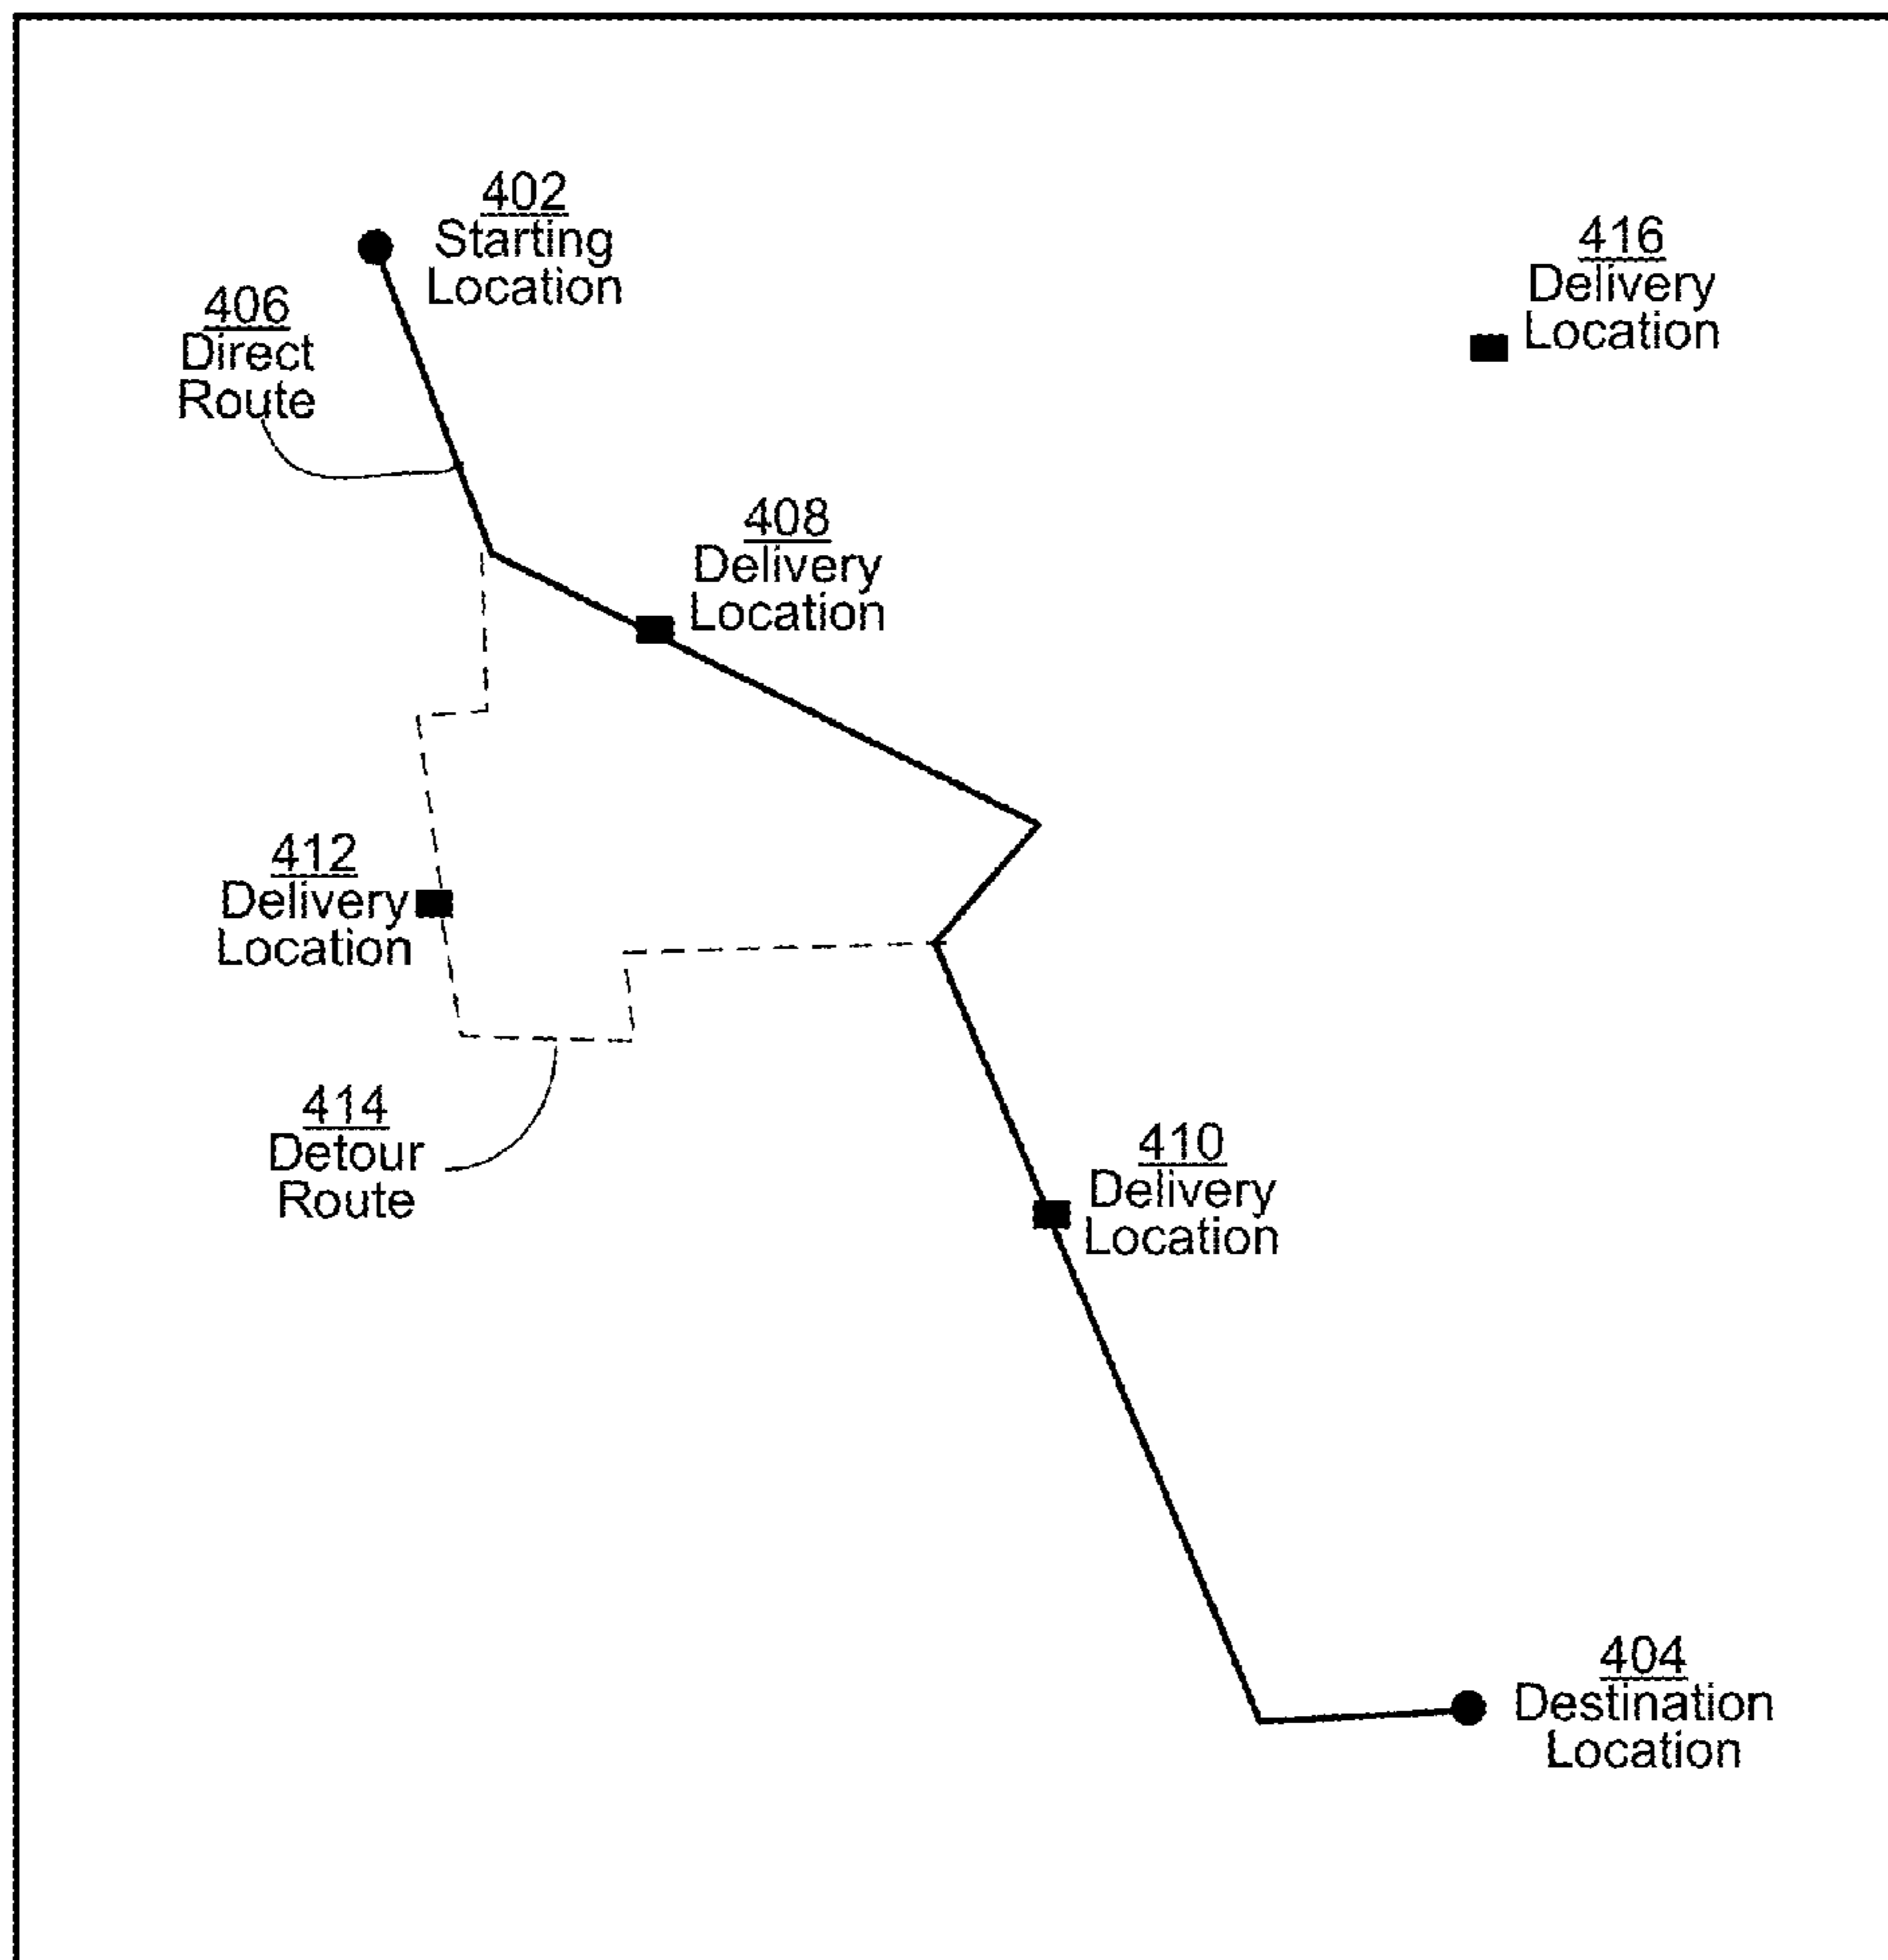 402
Starting
Location
416
Delivery
Location
406
Direct
Route
408
Delivery
Location
412
Delivery
Location
414
Detour
Route
410
Delivery
Location
404
Destination
Location